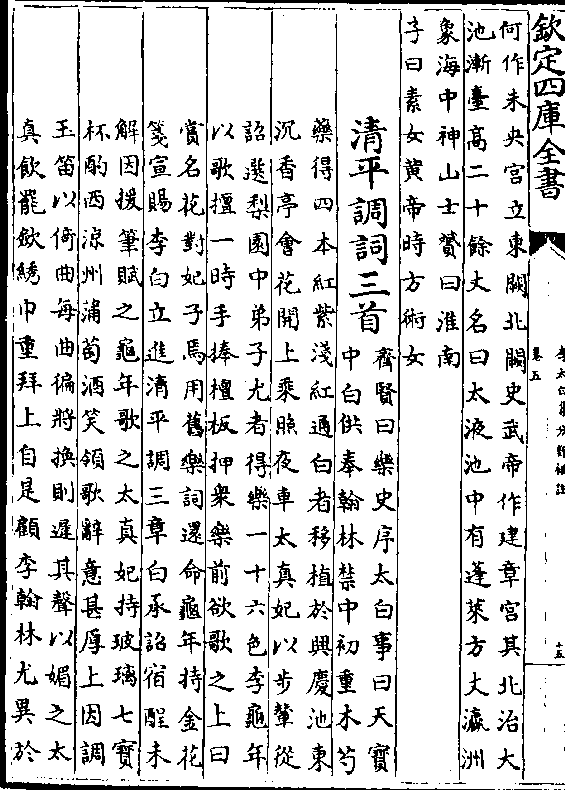 欽定四庫全書
李太白集分類補註
卷五
十五
何作未央宮立東闕北闕史武帝作建章宮其北治大
池漸臺高二十餘丈名曰太液池中有蓬萊方丈瀛洲
象海中神山士贇曰淮南
子曰素女黄帝時方術女
清平調詞三首
齊賢曰樂史序太白事曰天寶
中白供奉翰林禁中初重木芍
藥得四本紅紫淺紅通白者移植於興慶池東
沉香亭會花開上乘照夜車太真妃以步輦從
詔選梨園中弟子尤者得樂一十六色李龜年
以歌擅一時手捧檀板押衆樂前欲歌之上曰
賞名花對妃子焉用舊樂詞遽命龜年持金花
箋宣賜李白立進清平調三章白承詔宿酲未
解因援筆賦之龜年歌之太真妃持玻璃七寳
杯酌西涼州蒲萄酒笑領歌辭意甚厚上因調
玉笛以倚曲每曲徧將換則遲其聲以媚之太
真飲罷歛綉巾重拜上自是顧李翰林尤異於